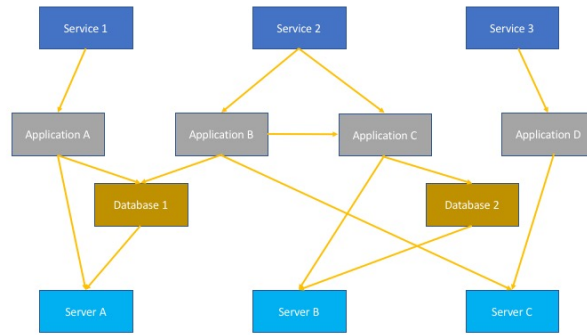 Service 1
Service 2
Service 3
Application A
Application B
Application C
Application D
Database 1
Database 2
Server A
Server B
Server C